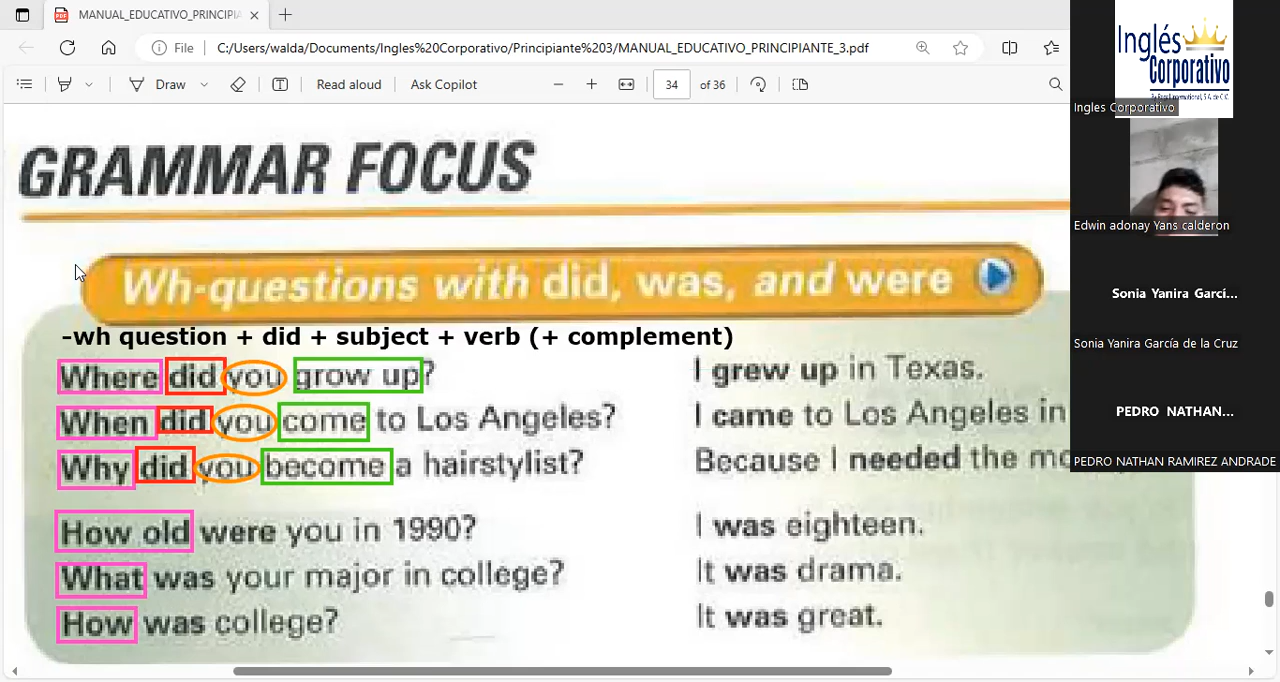 MANUAL_EDUCATIVO_PRINCIPIA
File
C:/Users/walda/Documents/Ingles%20Corporativo/Principiante%203/MANUAL_EDUCATIVO_PRINCIPIANTE_3.pdf
Draw
Read aloud
Ask Copilot
34 of 36
GRAMMAR FOCUS
Wh-questions with did, was, and were
-wh question + did + subject + verb (+ complement)
Where did you grow up? I grew up in Texas.
When did you come to Los Angeles? I came to Los Angeles in
Why did you become a hairstylist? Because I needed the mo
How old were you in 1990? I was eighteen.
What was your major in college? It was drama.
How was college? It was great.
Inglés
Corporativo
Ingles Corporativo
Edwin adonay Yans calderon
Sonia Yanira Garcí...
Sonia Yanira García de la Cruz
PEDRO NATHAN...
PEDRO NATHAN RAMIREZ ANDRADE